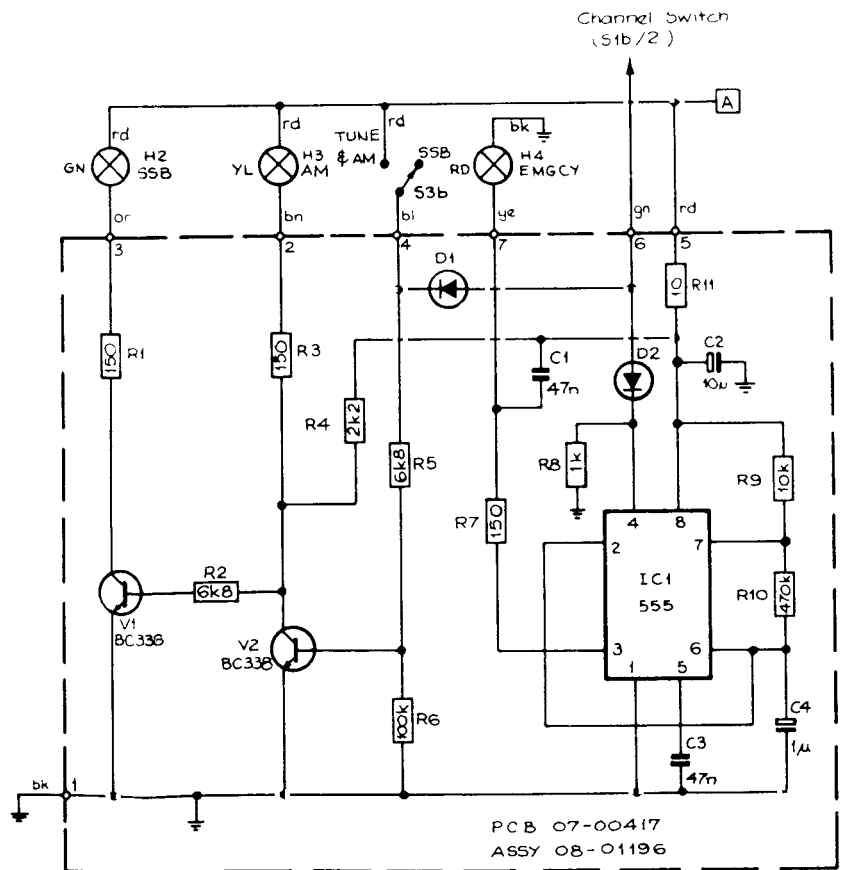 Channel Switch
(S1b/2)
A
rd
rd
rd
bk
GN
H2
SSB
YL
H3
AM
TUNE
& AM
SSB
S3b
RD
H4
EMGCY
or
bn
bl
ye
gn
rd
3
2
4
7
6
5
D1
10
R11
150
R1
150
R3
C1
47n
D2
C2
10µ
R4
2k2
R5
6k8
R8
1k
R9
10k
R7
150
4
8
2
7
IC1
555
R10
470k
3
6
1
5
R2
6k8
V1
BC338
V2
BC338
R6
100k
C4
1µ
C3
47n
bk
1
PCB 07-00417
ASSY 08-01196